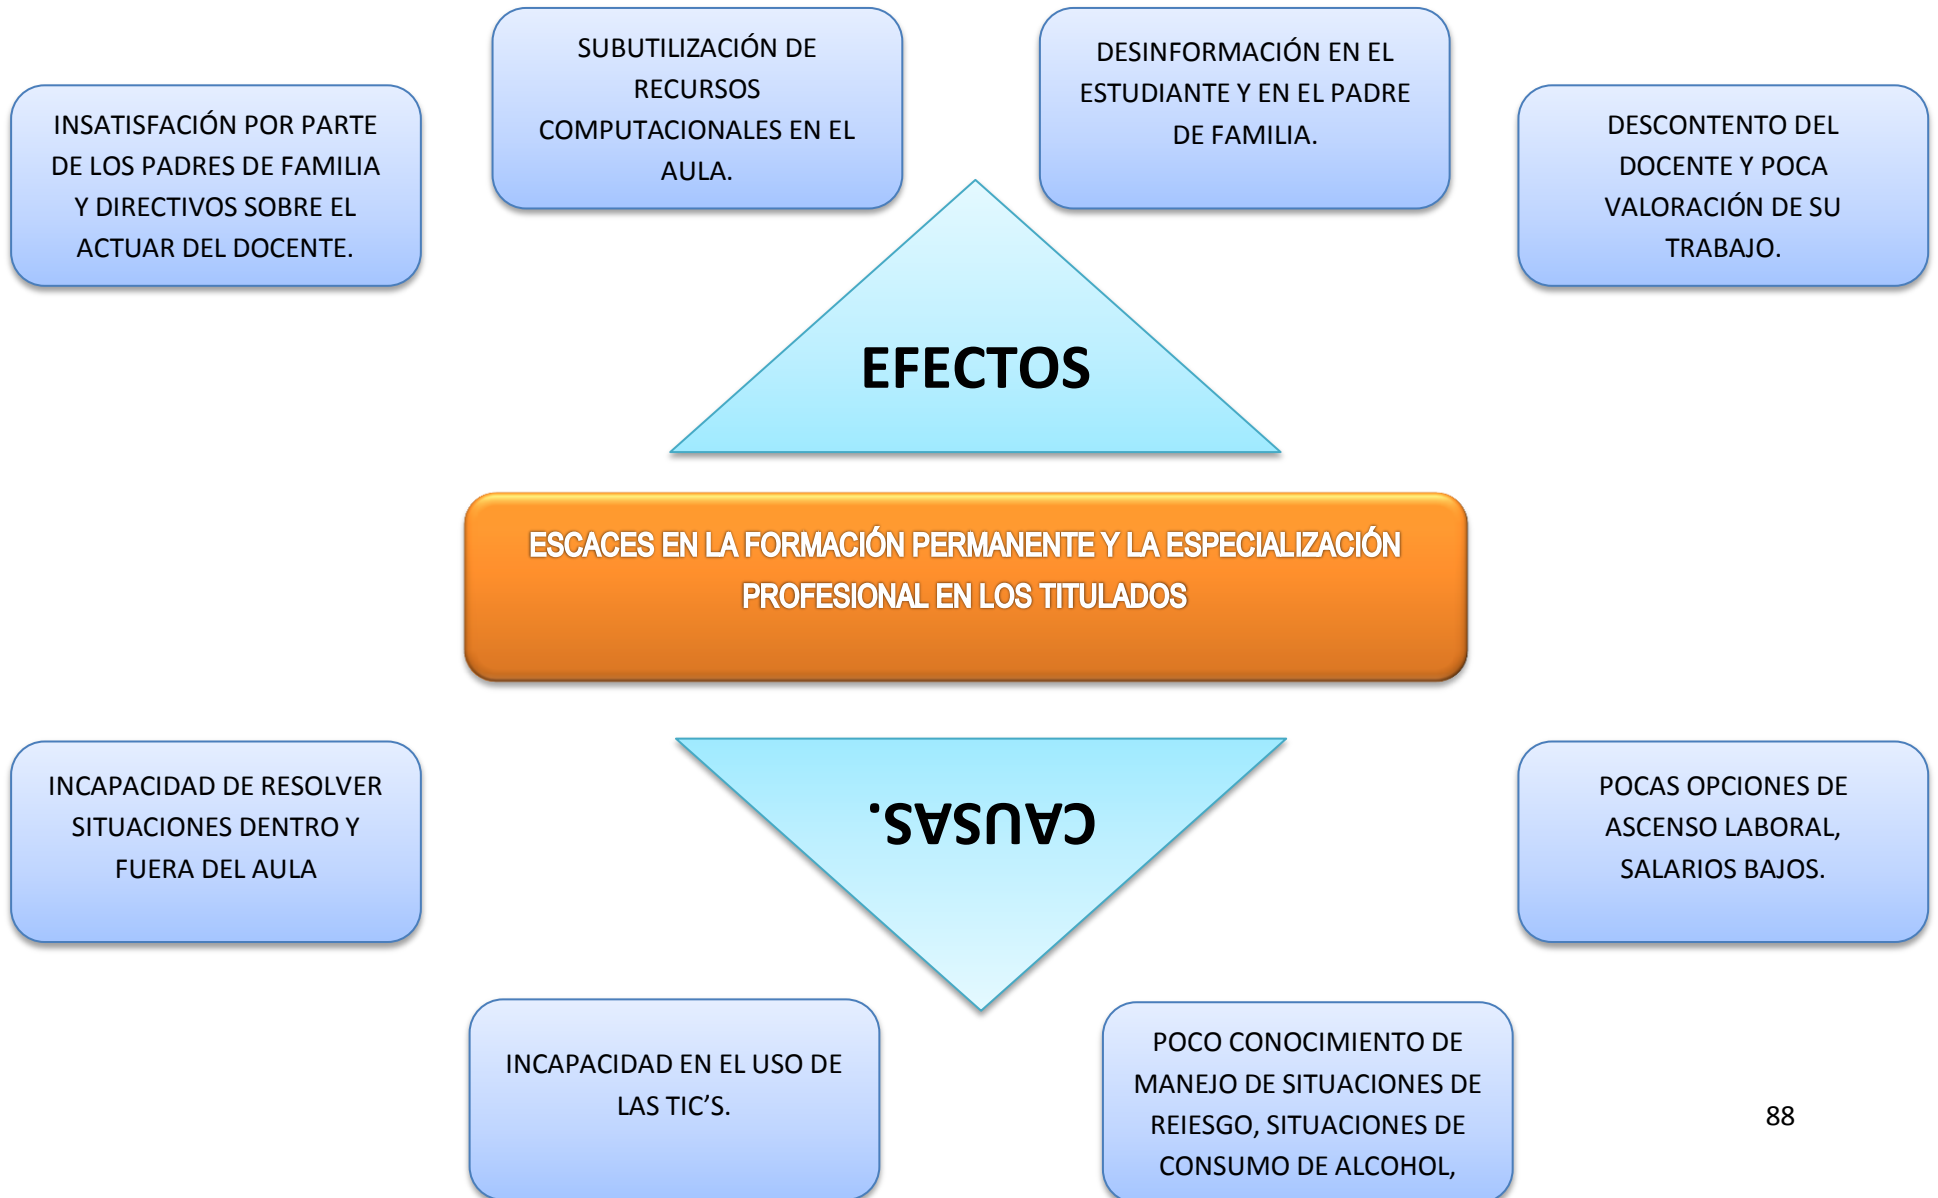 INSATISFACIÓN POR PARTE
DE LOS PADRES DE FAMILIA
Y DIRECTIVOS SOBRE EL
ACTUAR DEL DOCENTE.
SUBUTILIZACIÓN DE
RECURSOS
COMPUTACIONALES EN EL
AULA.
DESINFORMACIÓN EN EL
ESTUDIANTE Y EN EL PADRE
DE FAMILIA.
DESCONTENTO DEL
DOCENTE Y POCA
VALORACIÓN DE SU
TRABAJO.
EFECTOS
ESCACES EN LA FORMACIÓN PERMANENTE Y LA ESPECIALIZACIÓN
PROFESIONAL EN LOS TITULADOS
CAUSAS.
INCAPACIDAD DE RESOLVER
SITUACIONES DENTRO Y
FUERA DEL AULA
INCAPACIDAD EN EL USO DE
LAS TIC’S.
POCO CONOCIMIENTO DE
MANEJO DE SITUACIONES DE
REIESGO, SITUACIONES DE
CONSUMO DE ALCOHOL,
POCAS OPCIONES DE
ASCENSO LABORAL,
SALARIOS BAJOS.
88